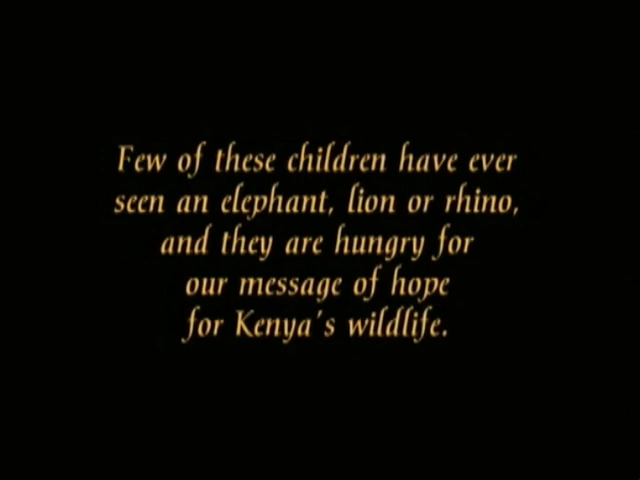 Few of these children have ever
seen an elephant, lion or rhino,
and they are hungry for
our message of hope
for Kenya's wildlife.